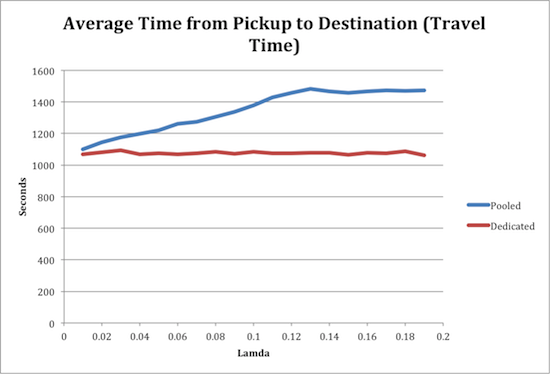 Average Time from Pickup to Destination (Travel
Time)
1600
1400
1200
1000
800
600
400
200
0
Seconds
0 0.02 0.04 0.06 0.08 0.1 0.12 0.14 0.16 0.18 0.2
Lamda
Pooled
Dedicated